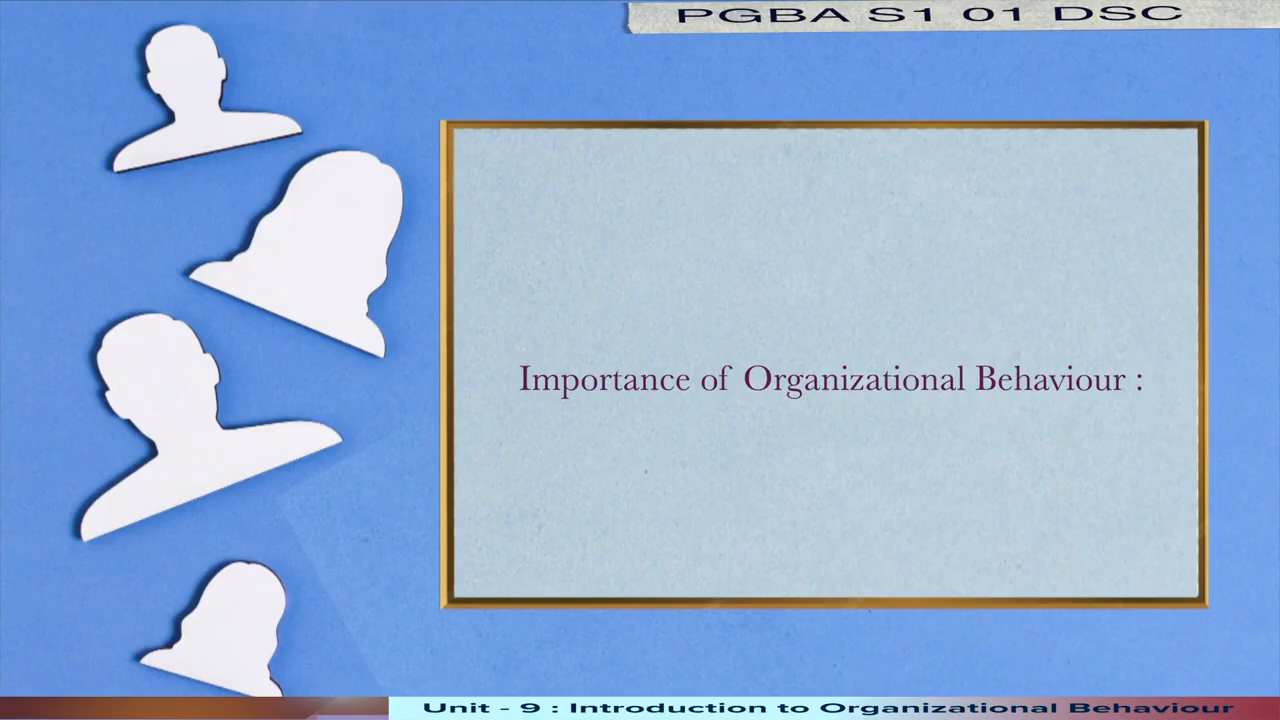 PGBA S1 01 DSC
Importance of Organizational Behaviour :
Unit - 9 : Introduction to Organizational Behaviour